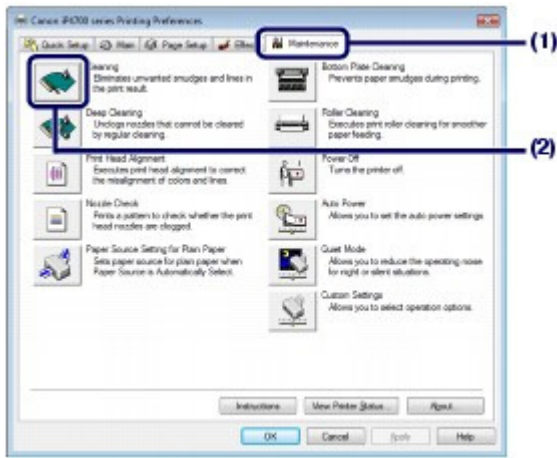 Canon iP4700 series Printing Preferences
Quick Setup Main Page Setup Effects Maintenance
(1)
Cleaning
Eliminates unwanted smudges and lines in
the print result.
Bottom Plate Cleaning
Prevents paper smudges during printing.
Deep Cleaning
Unclogs nozzles that cannot be cleared
by regular cleaning.
Roller Cleaning
Executes print roller cleaning for smoother
paper feeding.
(2)
Print Head Alignment
Executes print head alignment to correct
the misalignment of colors and lines.
Power Off
Turns the printer off.
Nozzle Check
Prints a pattern to check whether the print
head nozzles are clogged.
Auto Power
Allows you to set the auto power settings
Paper Source Setting for Plain Paper
Sets paper source for plain paper when
Paper Source is Automatically Select.
Quiet Mode
Allows you to reduce the operating noise
for night or silent situations.
Custom Settings
Allows you to select operation options.
Instructions View Printer Status... About...
OK Cancel Apply Help